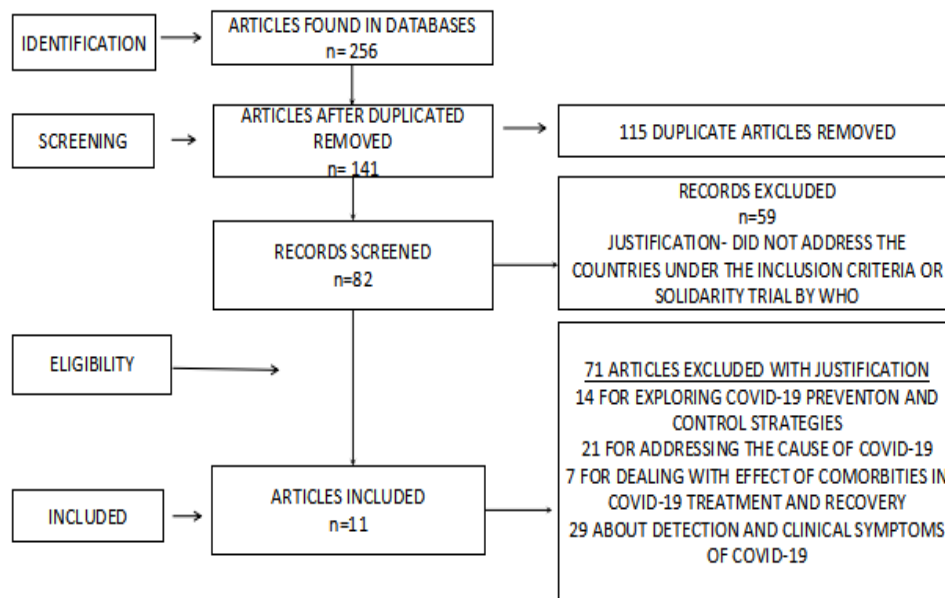 IDENTIFICATION
ARTICLES FOUND IN DATABASES
n= 256
SCREENING
ARTICLES AFTER DUPLICATED
REMOVED
n= 141
115 DUPLICATE ARTICLES REMOVED
RECORDS SCREENED
n=82
RECORDS EXCLUDED
n=59
JUSTIFICATION- DID NOT ADDRESS THE
COUNTRIES UNDER THE INCLUSION CRITERIA OR
SOLIDARITY TRIAL BY WHO
ELIGIBILITY
71 ARTICLES EXCLUDED WITH JUSTIFICATION
14 FOR EXPLORING COVID-19 PREVENTON AND
CONTROL STRATEGIES
21 FOR ADDRESSING THE CAUSE OF COVID-19
7 FOR DEALING WITH EFFECT OF COMORBITIES IN
COVID-19 TREATMENT AND RECOVERY
29 ABOUT DETECTION AND CLINICAL SYMPTOMS
OF COVID-19
INCLUDED
ARTICLES INCLUDED
n=11